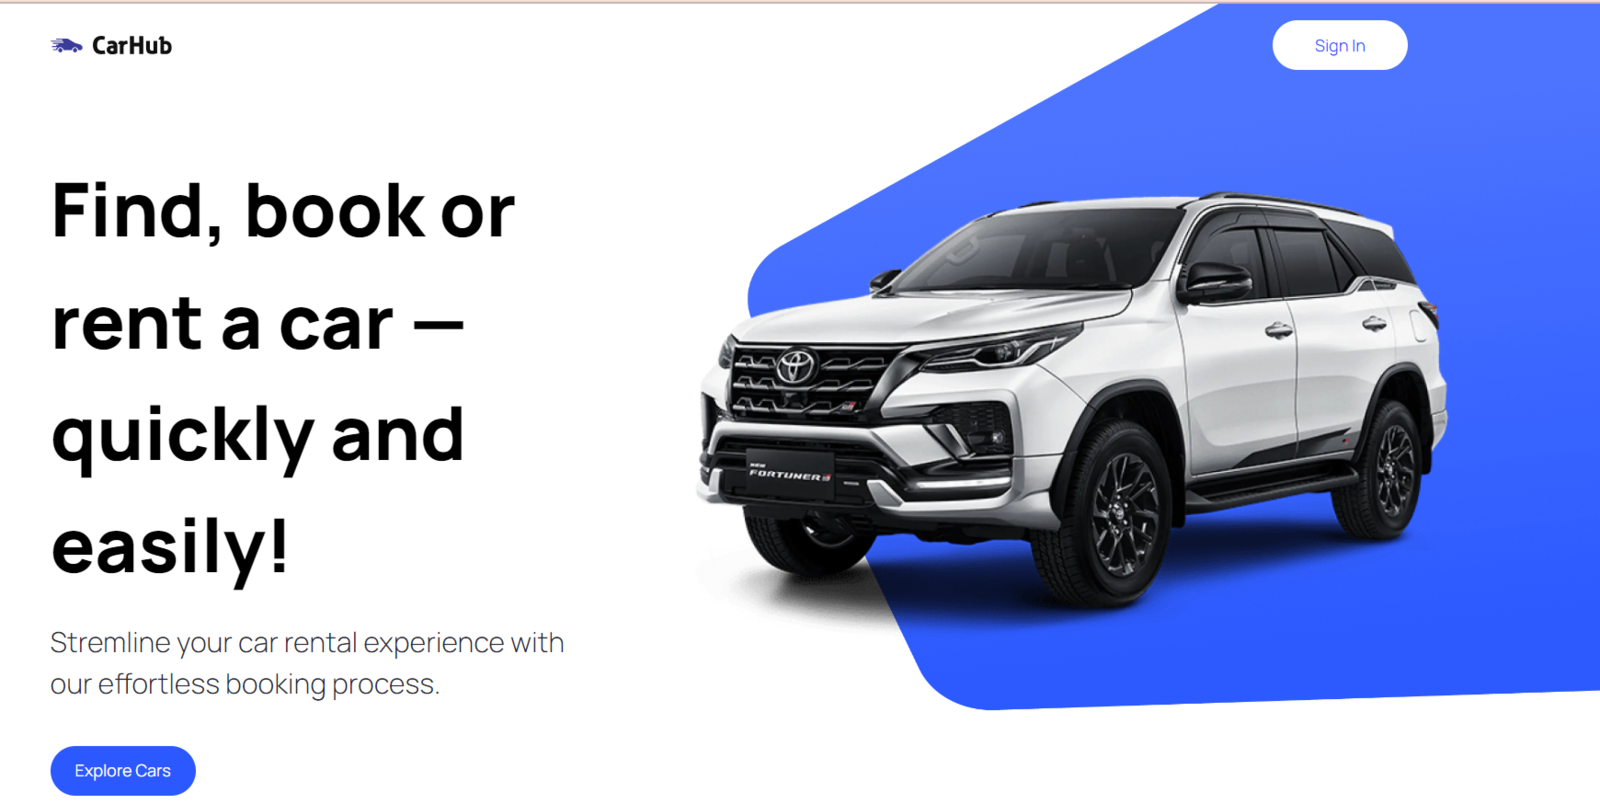 CarHub
Sign In
Find, book or
rent a car —
quickly and
easily!
Stremline your car rental experience with
our effortless booking process.
Explore Cars
NEW
FORTUNER